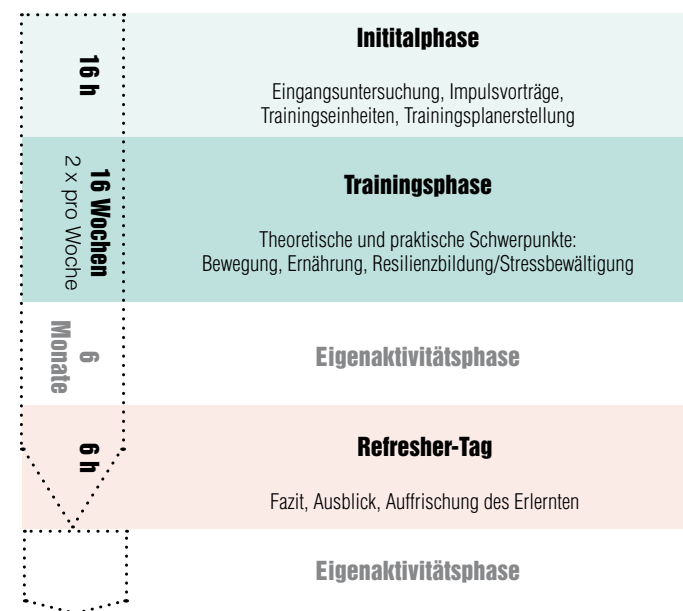 16 h
Inititalphase
Eingangsuntersuchung, Impulsvorträge,
Trainingseinheiten, Trainingsplanerstellung
16 Wochen
2 x pro Woche
Trainingsphase
Theoretische und praktische Schwerpunkte:
Bewegung, Ernährung, Resilienzbildung/Stressbewältigung
6
Monate
Eigenaktivitätsphase
6 h
Refresher-Tag
Fazit, Ausblick, Auffrischung des Erlernten
Eigenaktivitätsphase